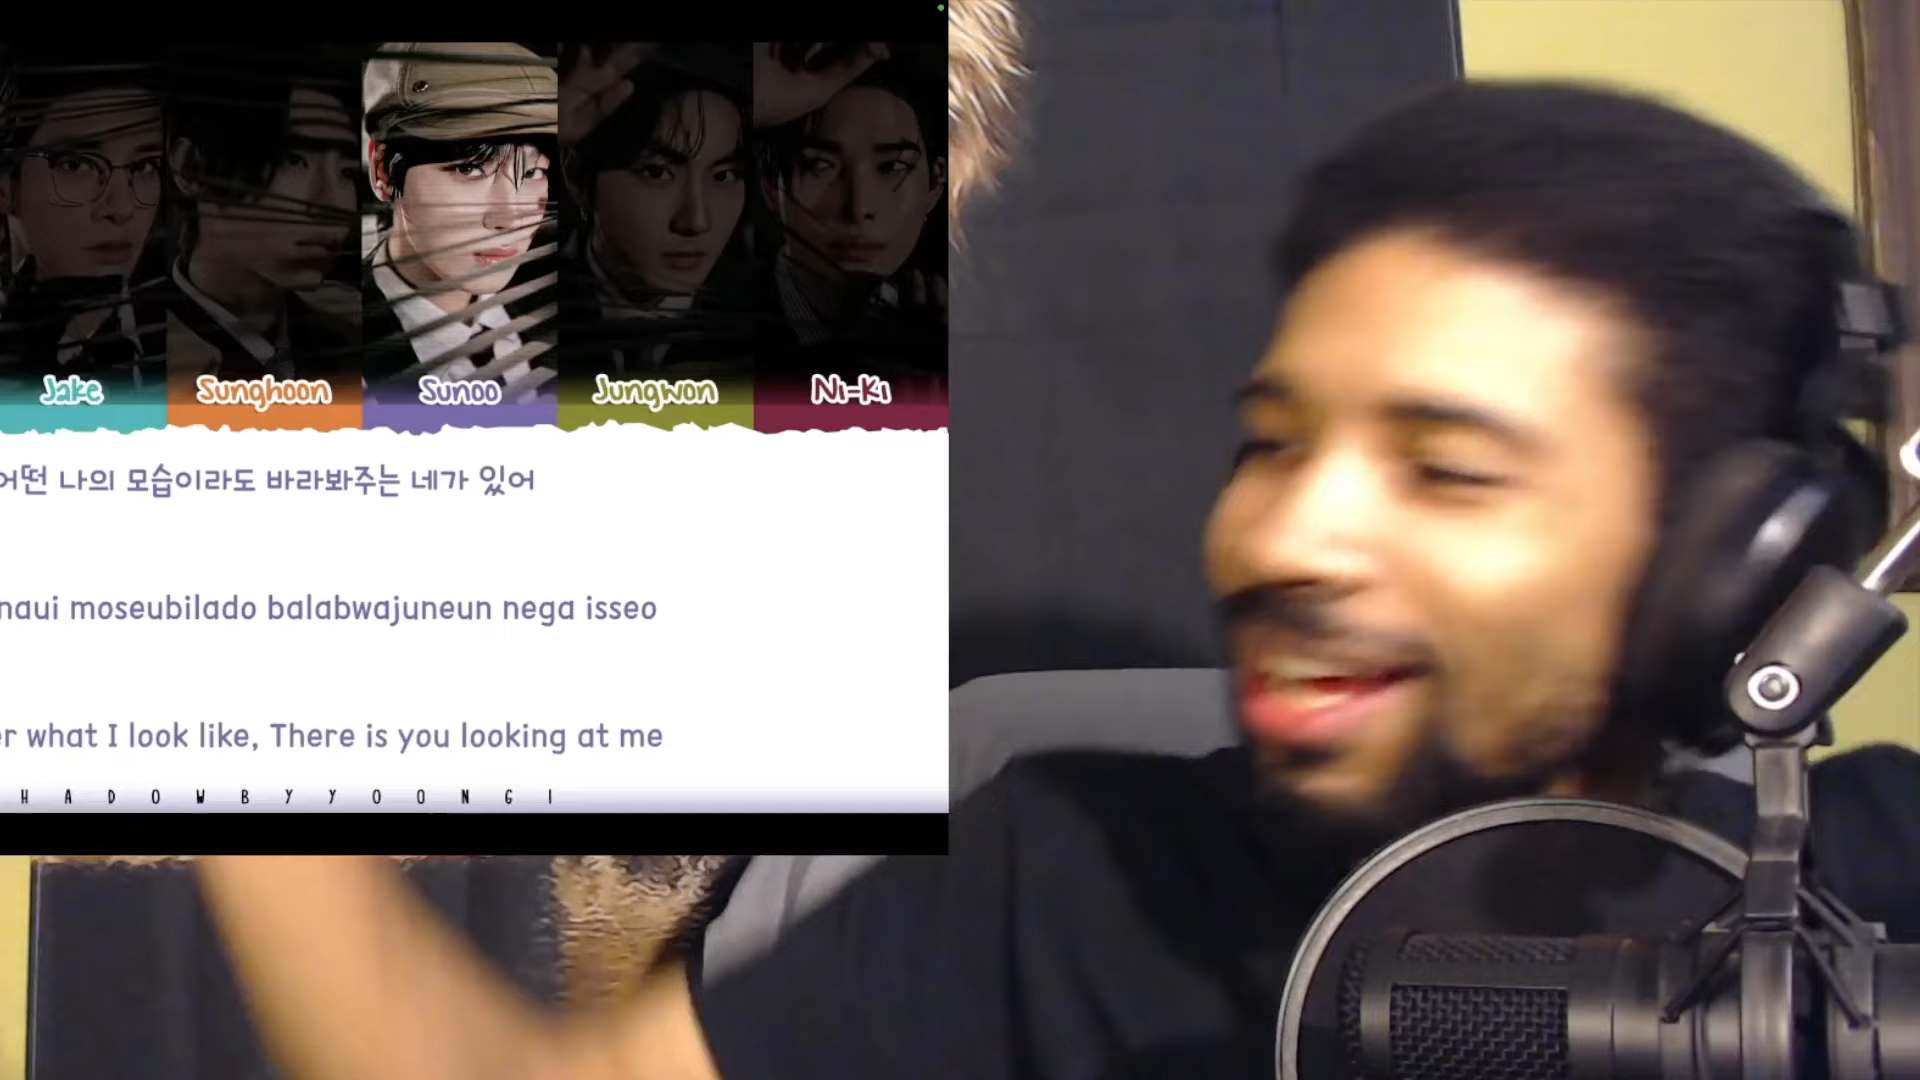 Jake Sunghoon Sunoo Jungwon Ni-Ki
어떤 나의 모습이라도 바라봐주는 네가 있어
naui moseubilado balabwajuneun nega isseo
what I look like, There is you looking at me
H A D O W B Y Y O O N G I